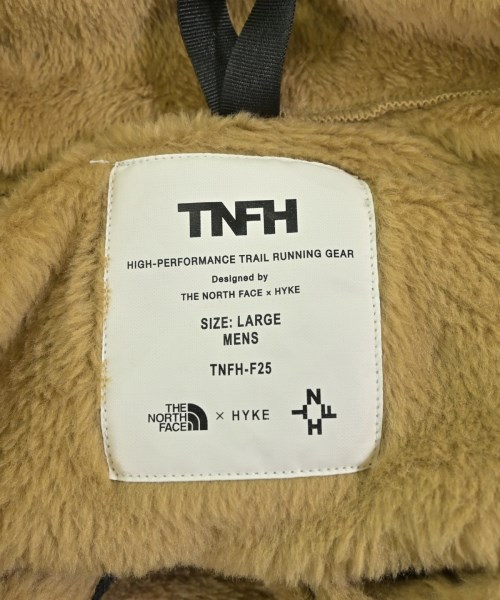 TNFH
HIGH-PERFORMANCE TRAIL RUNNING GEAR
Designed by
THE NORTH FACE × HYKE
SIZE: LARGE
MENS
TNFH-F25
THE
NORTH
FACE
× HYKE
N
T F
H